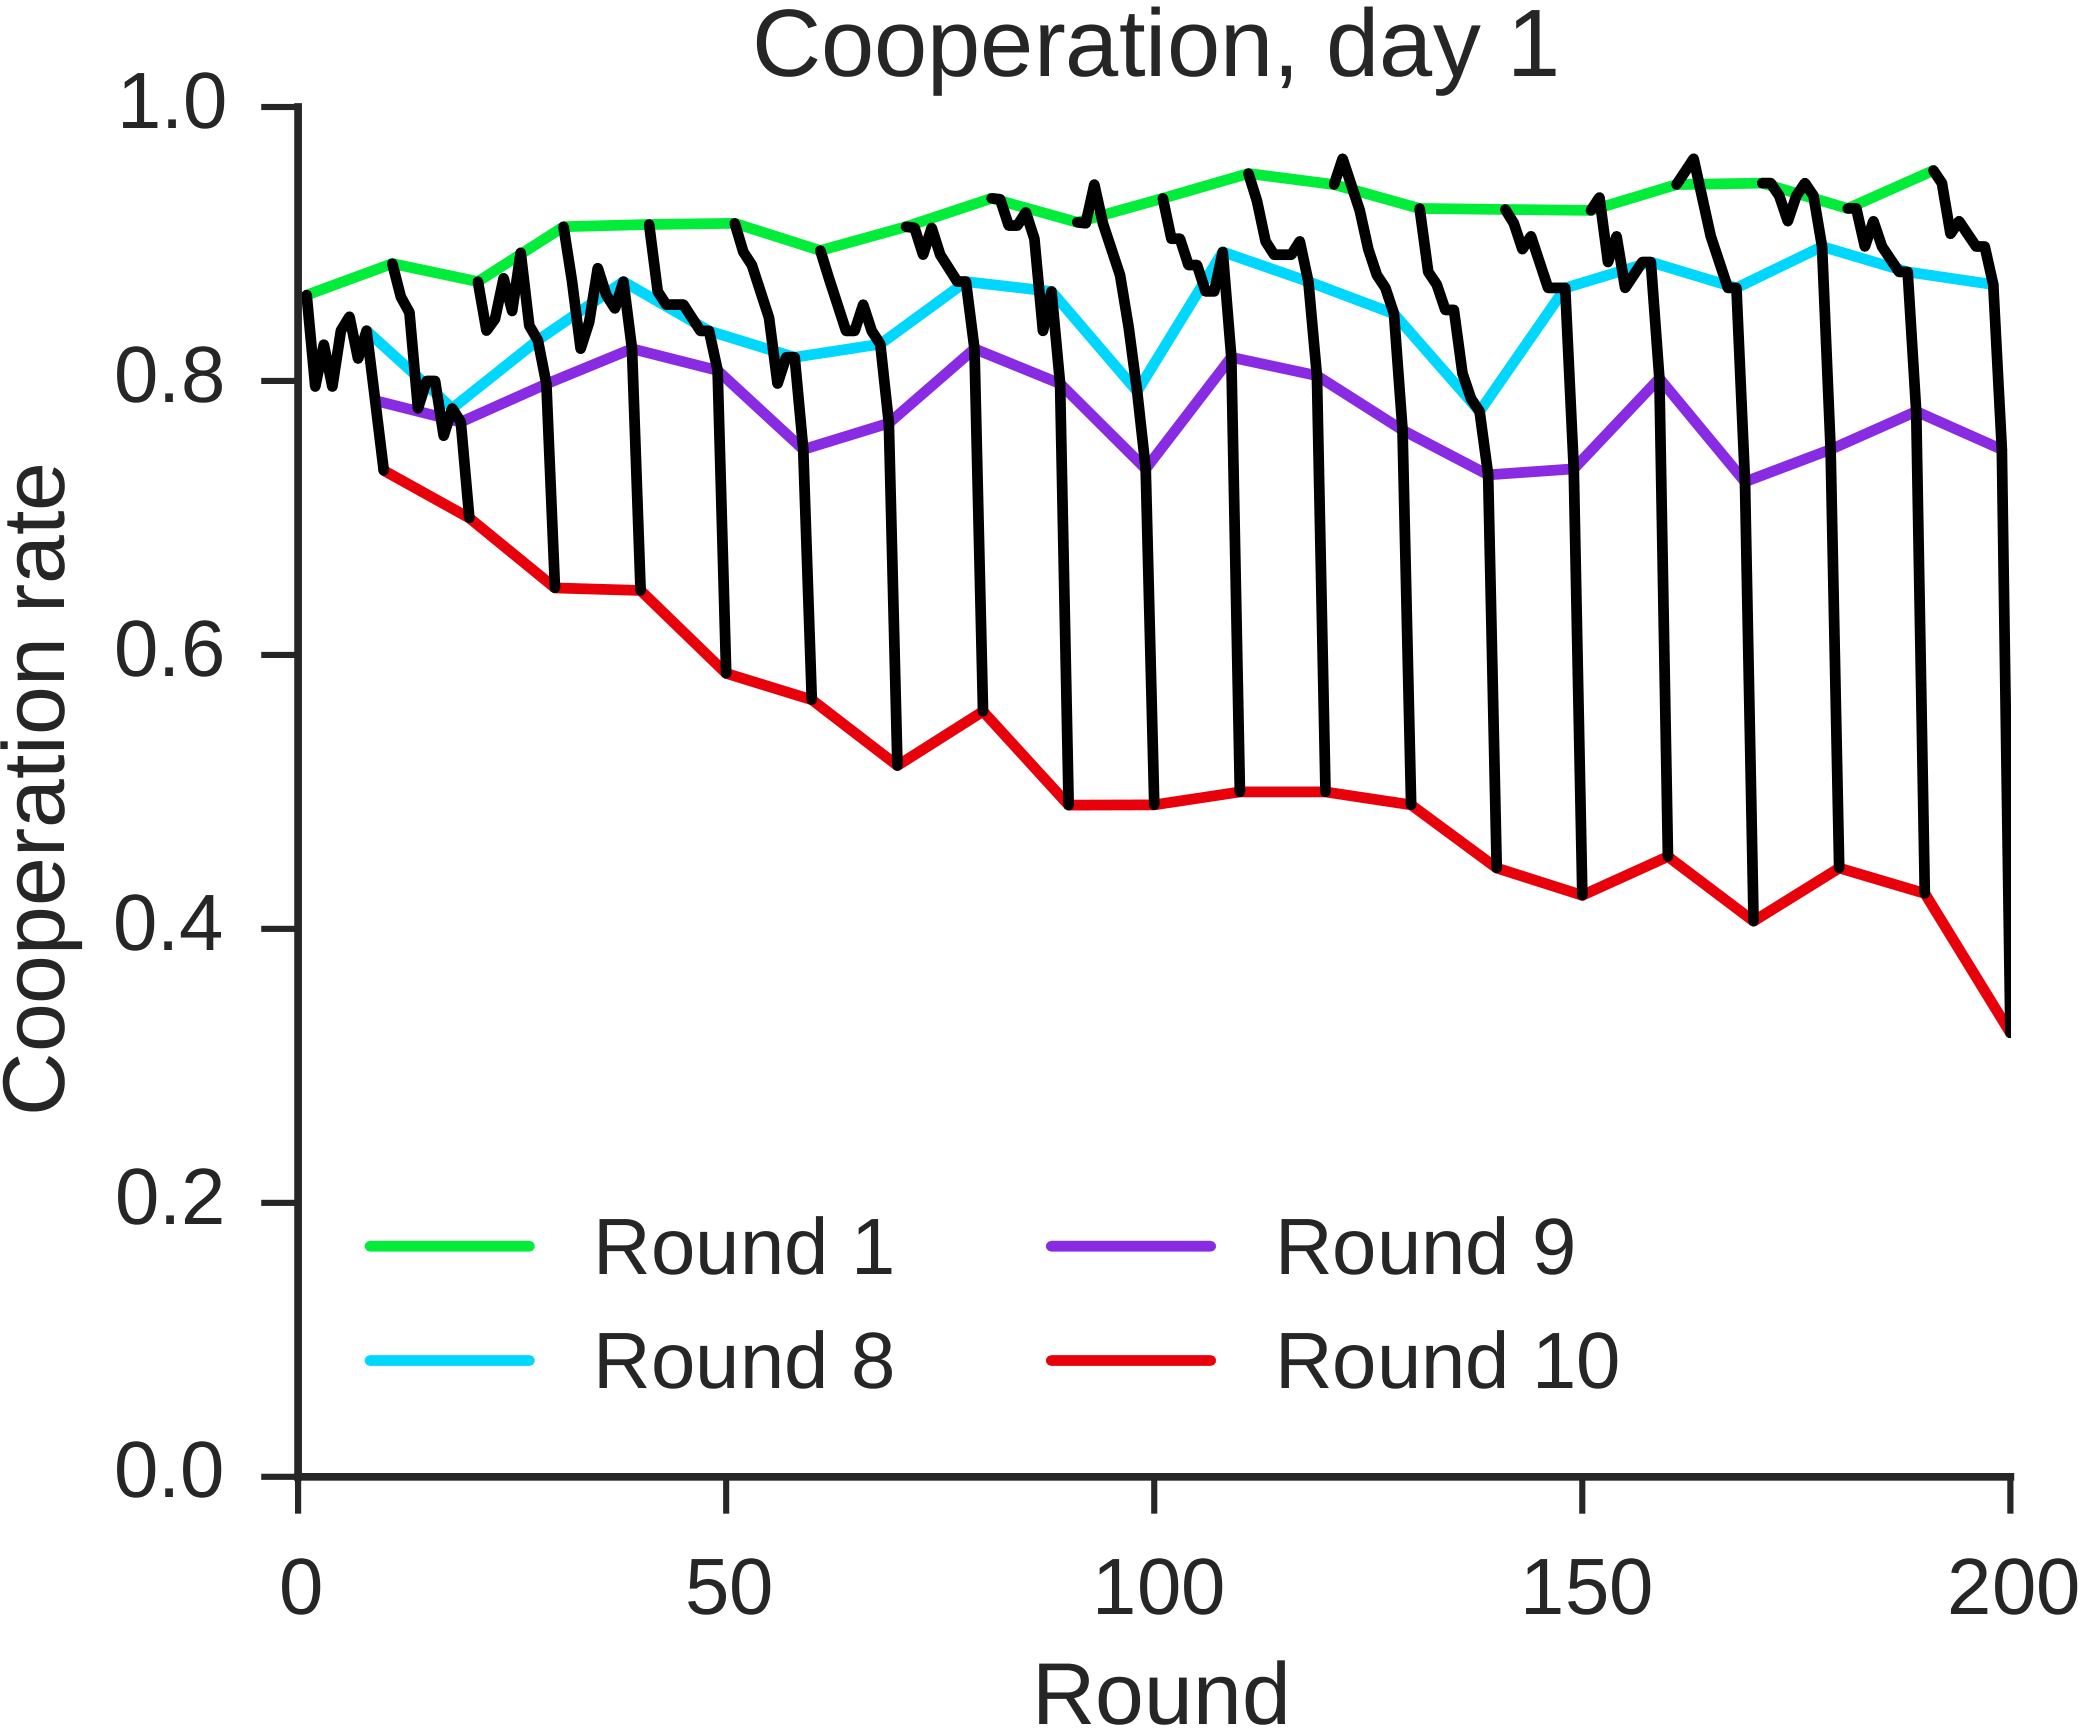 Cooperation, day 1
1.0
0.8
0.6
0.4
0.2
0.0
Cooperation rate
Round 1
Round 9
Round 8
Round 10
0
50
100
150
200
Round